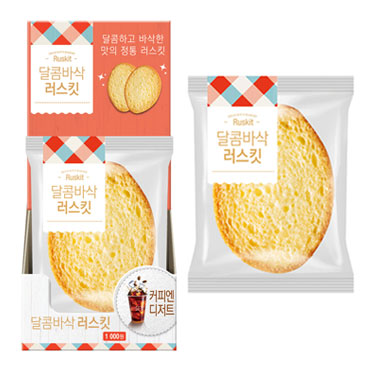 달콤하고 바삭한
맛의 정통 러스킷
Ruskit
달콤바삭
러스킷
Ruskit
달콤바삭
러스킷
커피엔
디저트
달콤바삭 러스킷
1 000원
Ruskit
달콤바삭
러스킷